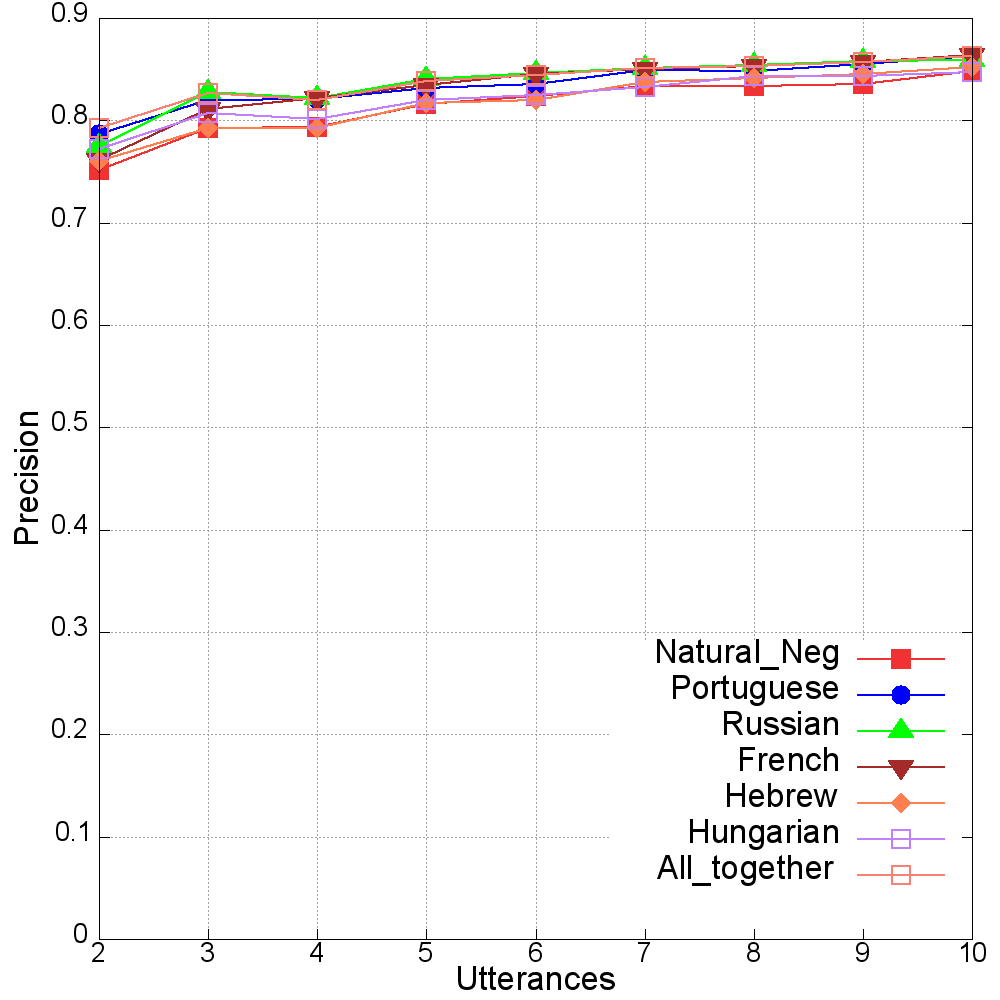 0.9
0.8
0.7
0.6
0.5
0.4
0.3
0.2
0.1
0
Precision
Natural_Neg
Portuguese
Russian
French
Hebrew
Hungarian
All_together
2 3 4 5 6 7 8 9 10
Utterances